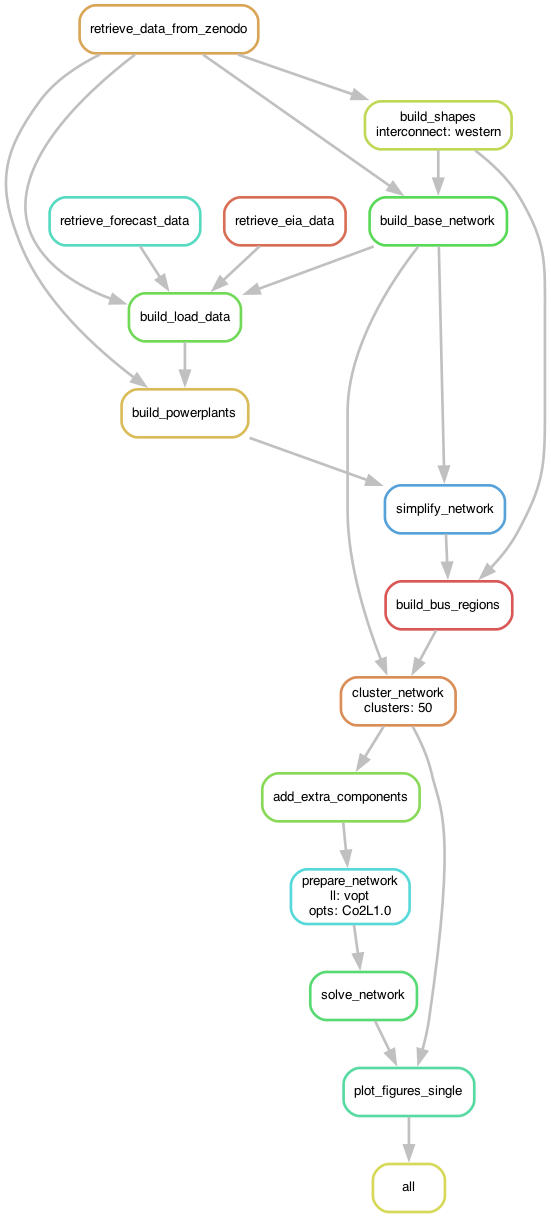 retrieve_data_from_zenodo
build_shapes
interconnect: western
retrieve_forecast_data
retrieve_eia_data
build_base_network
build_load_data
build_powerplants
simplify_network
build_bus_regions
cluster_network
clusters: 50
add_extra_components
prepare_network
ll: vopt
opts: Co2L1.0
solve_network
plot_figures_single
all